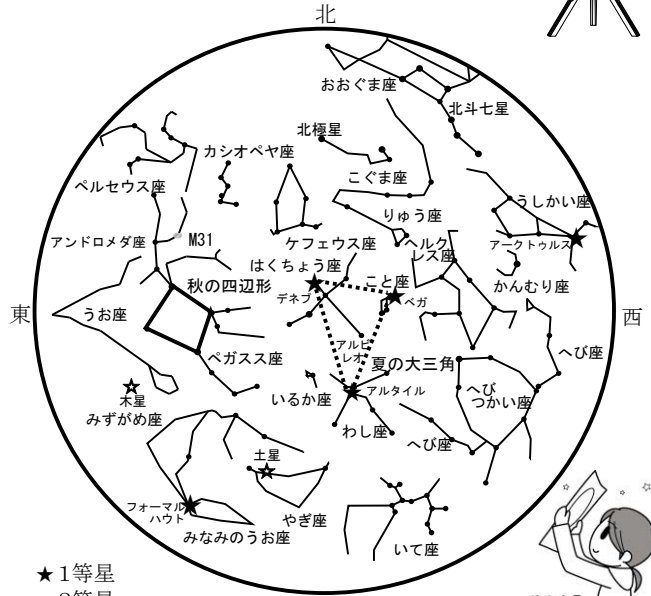 北
おおぐま座
北斗七星
北極星
カシオペヤ座
こぐま座
ペルセウス座
うしかい座
りゅう座
アンドロメダ座
M31
ケフェウス座
ヘルク
レス座
アークトゥルス
はくちょう座
こと座
かんむり座
秋の四辺形
デネブ
ベガ
東
うお座
西
アルビ
レオ
へび座
ペガスス座
夏の大三角
木星
いるか座
アルタイル
へび
つかい座
みずがめ座
わし座
へび座
土星
フォーマル
ハウト
やぎ座
みなみのうお座
いて座
★1等星